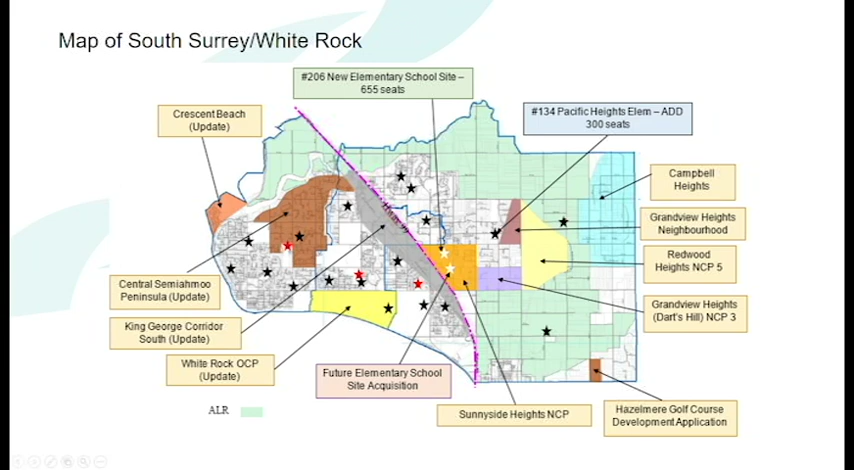 Map of South Surrey/White Rock
#206 New Elementary School Site –
655 seats
Crescent Beach
(Update)
#134 Pacific Heights Elem – ADD
300 seats
Campbell
Heights
Grandview Heights
Neighbourhood
Redwood
Heights NCP 5
Central Semiahmoo
Peninsula (Update)
Grandview Heights
(Dart's Hill) NCP 3
King George Corridor
South (Update)
White Rock OCP
(Update)
Future Elementary School
Site Acquisition
ALR
Sunnyside Heights NCP
Hazelmere Golf Course
Development Application